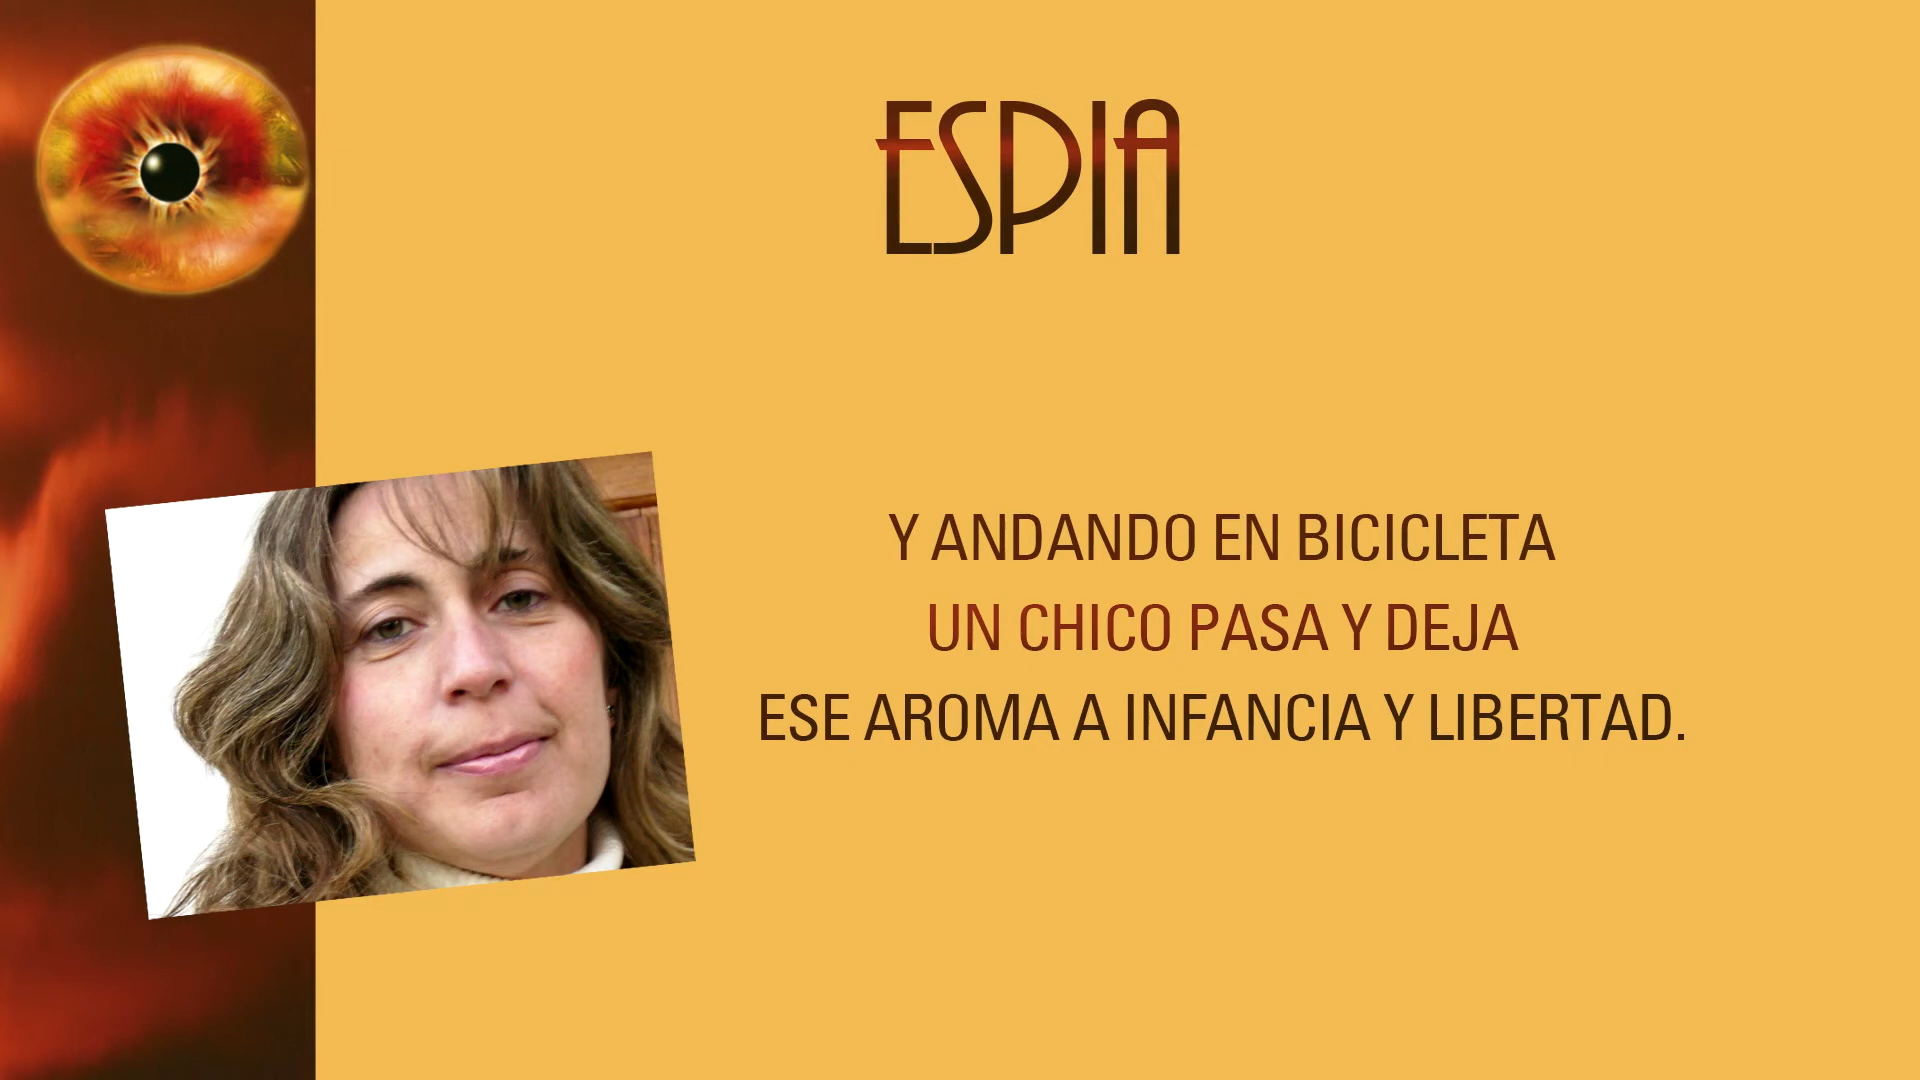 ESPIA
Y ANDANDO EN BICICLETA
UN CHICO PASA Y DEJA
ESE AROMA A INFANCIA Y LIBERTAD.